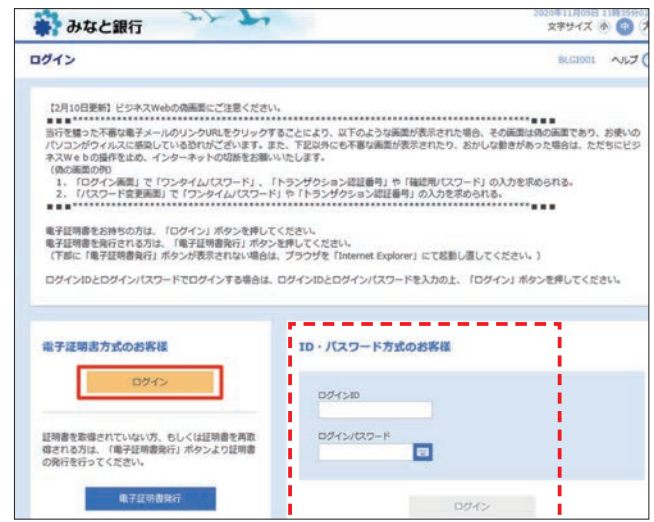 みなと銀行
2020年11月05日 11時35分
文字サイズ 小 中
ログイン
BLGI001 ヘルプ
【2月10日更新】ビジネスWebの偽画面にご注意ください。
■■■************************************************************■■■
当行を騙った不審な電子メールのリンクURLをクリックすることにより、以下のような画面が表示された場合、その画面は偽の画面であり、お使いの
パソコンがウィルスに感染している恐れがございます。また、下記以外にも不審な画面が表示されたり、おかしな動きがあった場合は、ただちにビジ
ネスWebの操作を止め、インターネットの切断をお願いいたします。
（偽の画面の例）
1．「ログイン画面」で「ワンタイムパスワード」、「トランザクション認証番号」や「確認用パスワード」の入力を求められる。
2．「パスワード変更画面」で「ワンタイムパスワード」や「トランザクション認証番号」の入力を求められる。
■■■************************************************************■■■
電子証明書をお持ちの方は、「ログイン」ボタンを押してください。
電子証明書を発行される方は、「電子証明書発行」ボタンを押してください。
（下部に「電子証明書発行」ボタンが表示されない場合は、ブラウザを「Internet Explorer」にて起動し直してください。）
ログインIDとログインパスワードでログインする場合は、ログインIDとログインパスワードを入力の上、「ログイン」ボタンを押してください。
電子証明書方式のお客様
ログイン
証明書を取得されていない方、もしくは証明書を再取
得される方は、「電子証明書発行」ボタンより証明書
の発行を行ってください。
電子証明書発行
ID・パスワード方式のお客様
ログインID
ログインパスワード
ログイン